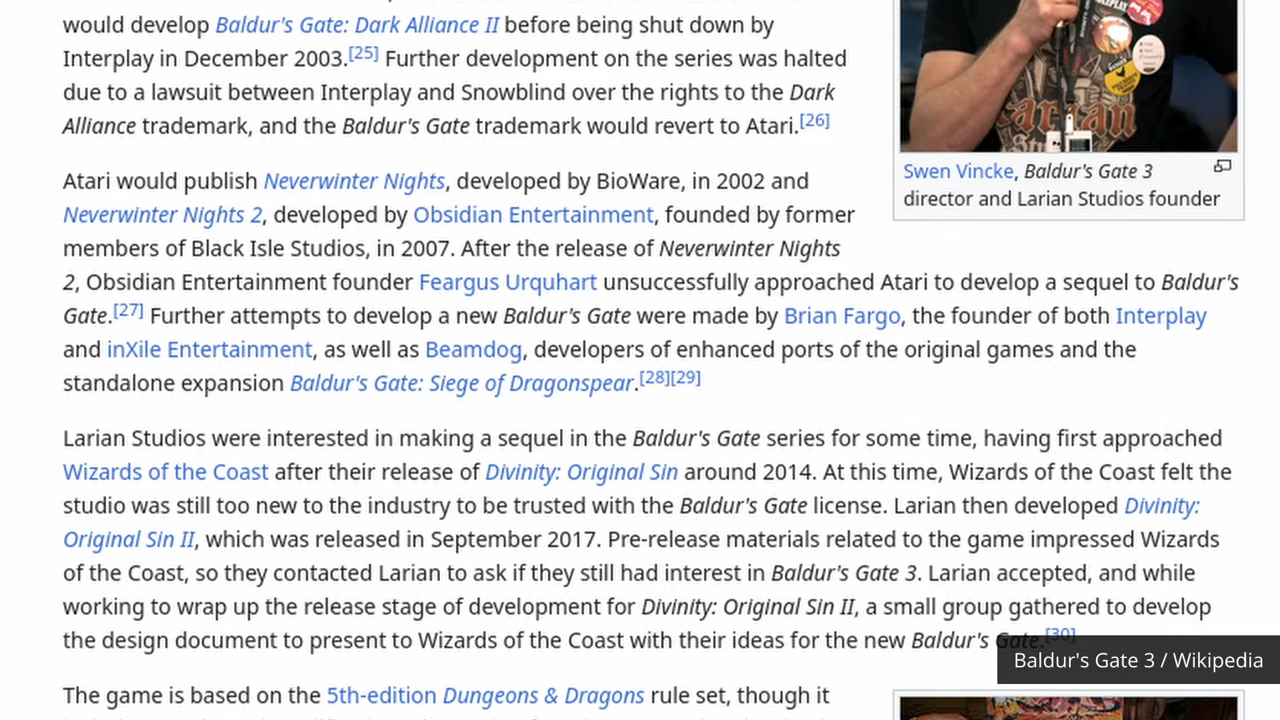 would develop Baldur's Gate: Dark Alliance II before being shut down by
Interplay in December 2003.[25] Further development on the series was halted
due to a lawsuit between Interplay and Snowblind over the rights to the Dark
Alliance trademark, and the Baldur's Gate trademark would revert to Atari.[26]
Swen Vincke, Baldur's Gate 3
director and Larian Studios founder
Atari would publish Neverwinter Nights, developed by BioWare, in 2002 and
Neverwinter Nights 2, developed by Obsidian Entertainment, founded by former
members of Black Isle Studios, in 2007. After the release of Neverwinter Nights
2, Obsidian Entertainment founder Feargus Urquhart unsuccessfully approached Atari to develop a sequel to Baldur's
Gate.[27] Further attempts to develop a new Baldur's Gate were made by Brian Fargo, the founder of both Interplay
and inXile Entertainment, as well as Beamdog, developers of enhanced ports of the original games and the
standalone expansion Baldur's Gate: Siege of Dragonspear.[28][29]
Larian Studios were interested in making a sequel in the Baldur's Gate series for some time, having first approached
Wizards of the Coast after their release of Divinity: Original Sin around 2014. At this time, Wizards of the Coast felt the
studio was still too new to the industry to be trusted with the Baldur's Gate license. Larian then developed Divinity:
Original Sin II, which was released in September 2017. Pre-release materials related to the game impressed Wizards
of the Coast, so they contacted Larian to ask if they still had interest in Baldur's Gate 3. Larian accepted, and while
working to wrap up the release stage of development for Divinity: Original Sin II, a small group gathered to develop
the design document to present to Wizards of the Coast with their ideas for the new Baldur's Gate.[30]
Baldur's Gate 3 / Wikipedia
The game is based on the 5th-edition Dungeons & Dragons rule set, though it